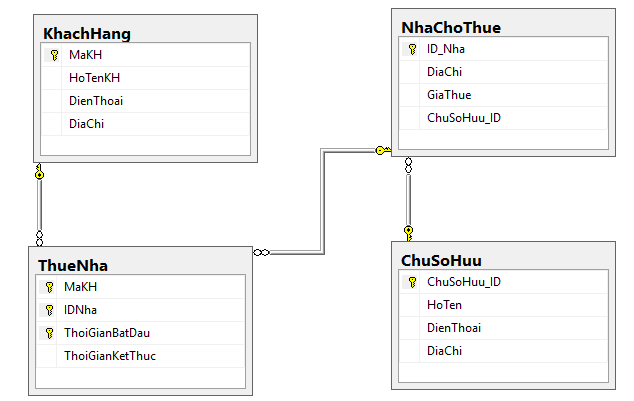 KhachHang
MaKH
HoTenKH
DienThoai
DiaChi
NhaChoThue
ID_Nha
DiaChi
GiaThue
ChuSoHuu_ID
ThueNha
MaKH
IDNha
ThoiGianBatDau
ThoiGianKetThuc
ChuSoHuu
ChuSoHuu_ID
HoTen
DienThoai
DiaChi